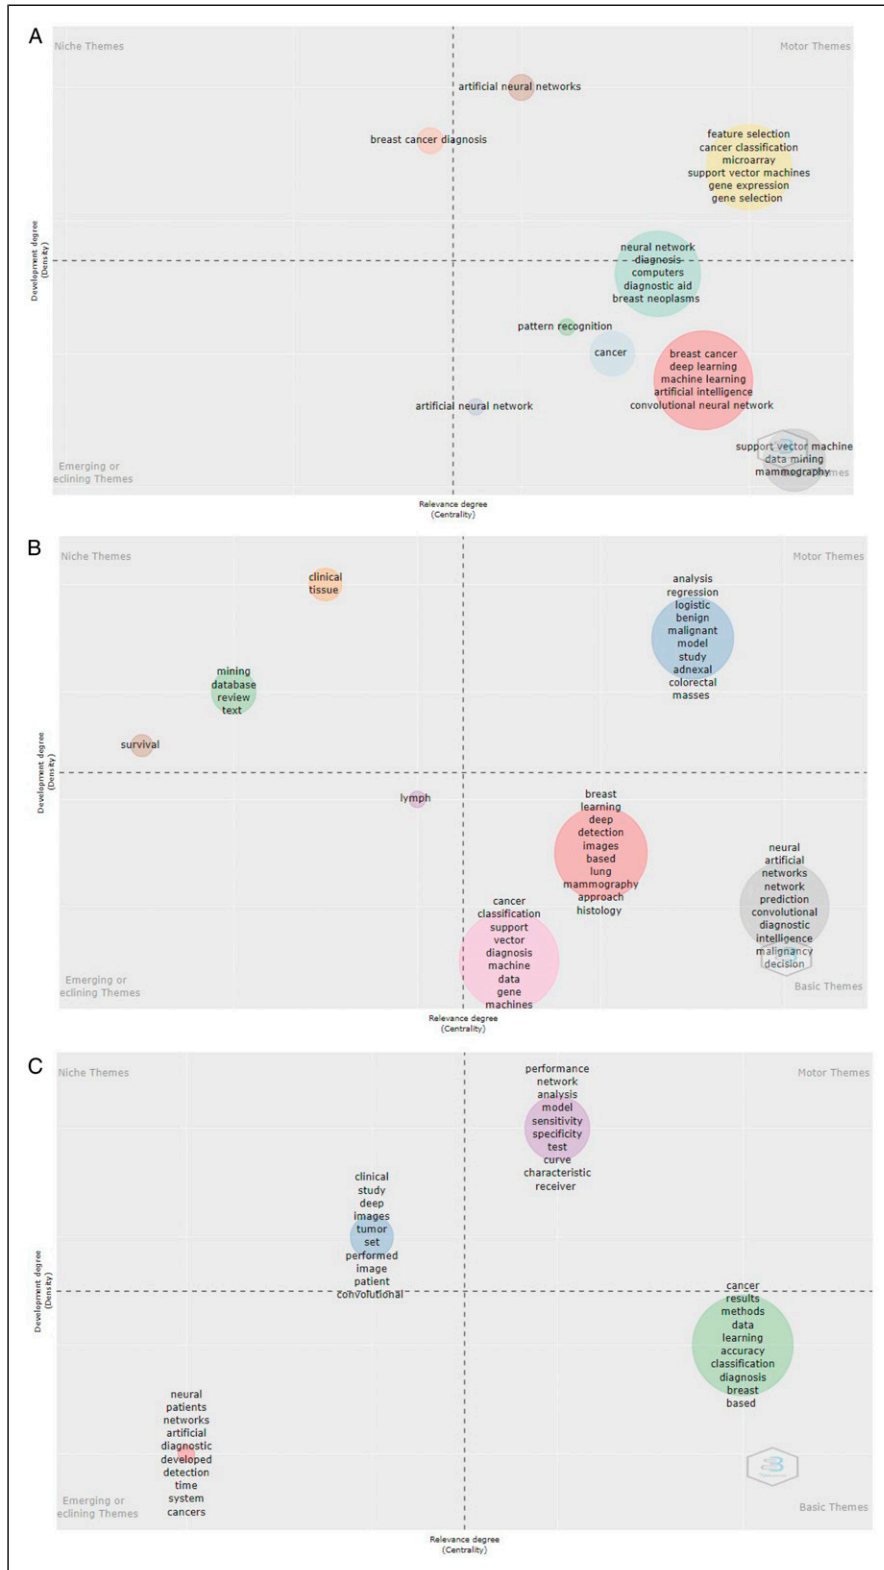 A
Niche Themes
Motor Themes
artificial neural networks
breast cancer diagnosis
feature selection
cancer classification
microarray
support vector machines
gene expression
gene selection
Development degree
(Density)
neural network
diagnosis
computers
diagnostic aid
breast neoplasms
pattern recognition
cancer
breast cancer
deep learning
machine learning
artificial intelligence
convolutional neural network
artificial neural network
support vector machine
data mining
mammography
Emerging or
eclining Themes
Relevance degree
(Centrality)
B
Niche Themes
Motor Themes
clinical
tissue
analysis
regression
logistic
benign
malignant
model
study
adnexal
colorectal
masses
mining
database
review
text
survival
Development degree
(Density)
lymph
breast
learning
deep
detection
images
based
lung
mammography
approach
histology
neural
artificial
networks
network
prediction
convolutional
diagnostic
intelligence
malignancy
decision
cancer
classification
support
vector
diagnosis
machine
data
gene
machines
Emerging or
eclining Themes
Basic Themes
Relevance degree
(Centrality)
C
Niche Themes
Motor Themes
performance
network
analysis
model
sensitivity
specificity
test
curve
characteristic
receiver
clinical
study
deep
images
tumor
set
performed
image
patient
convolutional
Development degree
(Density)
cancer
results
methods
data
learning
accuracy
classification
diagnosis
breast
based
neural
patients
networks
artificial
diagnostic
developed
detection
time
system
cancers
Emerging or
eclining Themes
Basic Themes
Relevance degree
(Centrality)